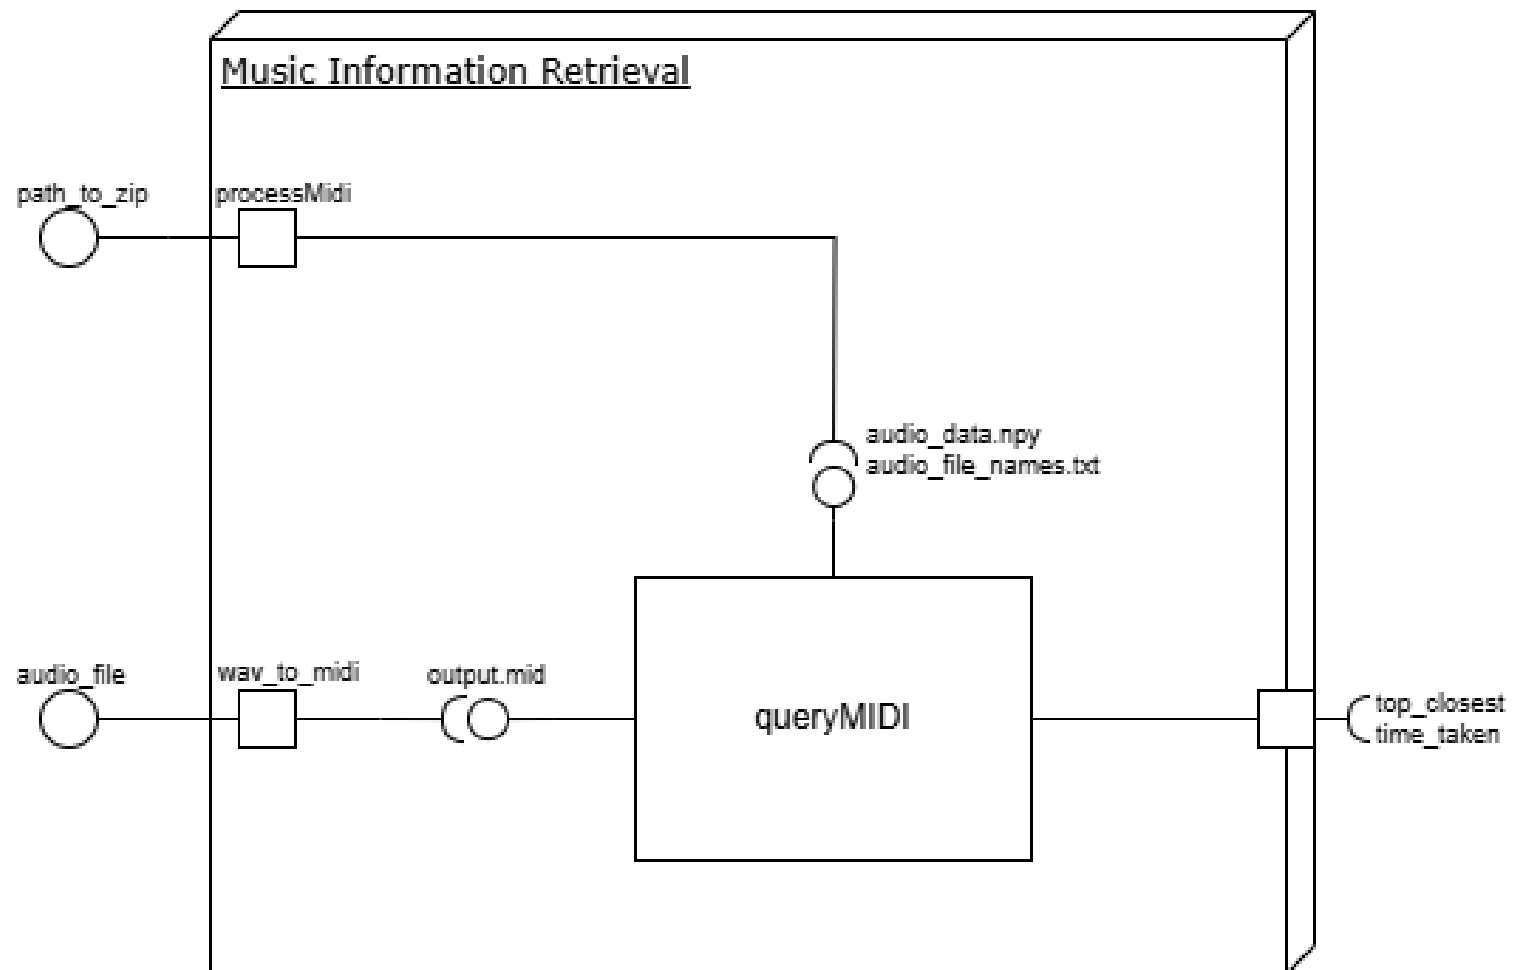 Music Information Retrieval
path_to_zip
processMidi
audio_data.npy
audio_file_names.txt
audio_file
wav_to_midi
output.mid
queryMIDI
top_closest
time_taken